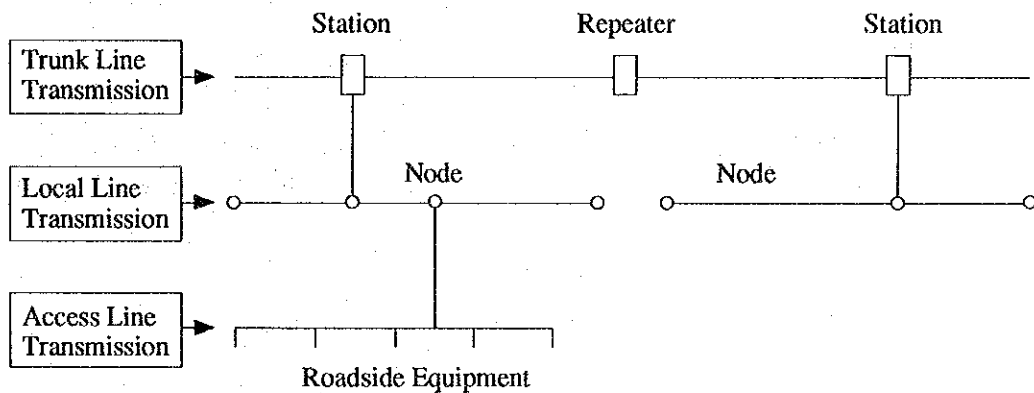 Station
Repeater
Station
Trunk Line
Transmission
Local Line
Transmission
Node
Node
Access Line
Transmission
Roadside Equipment